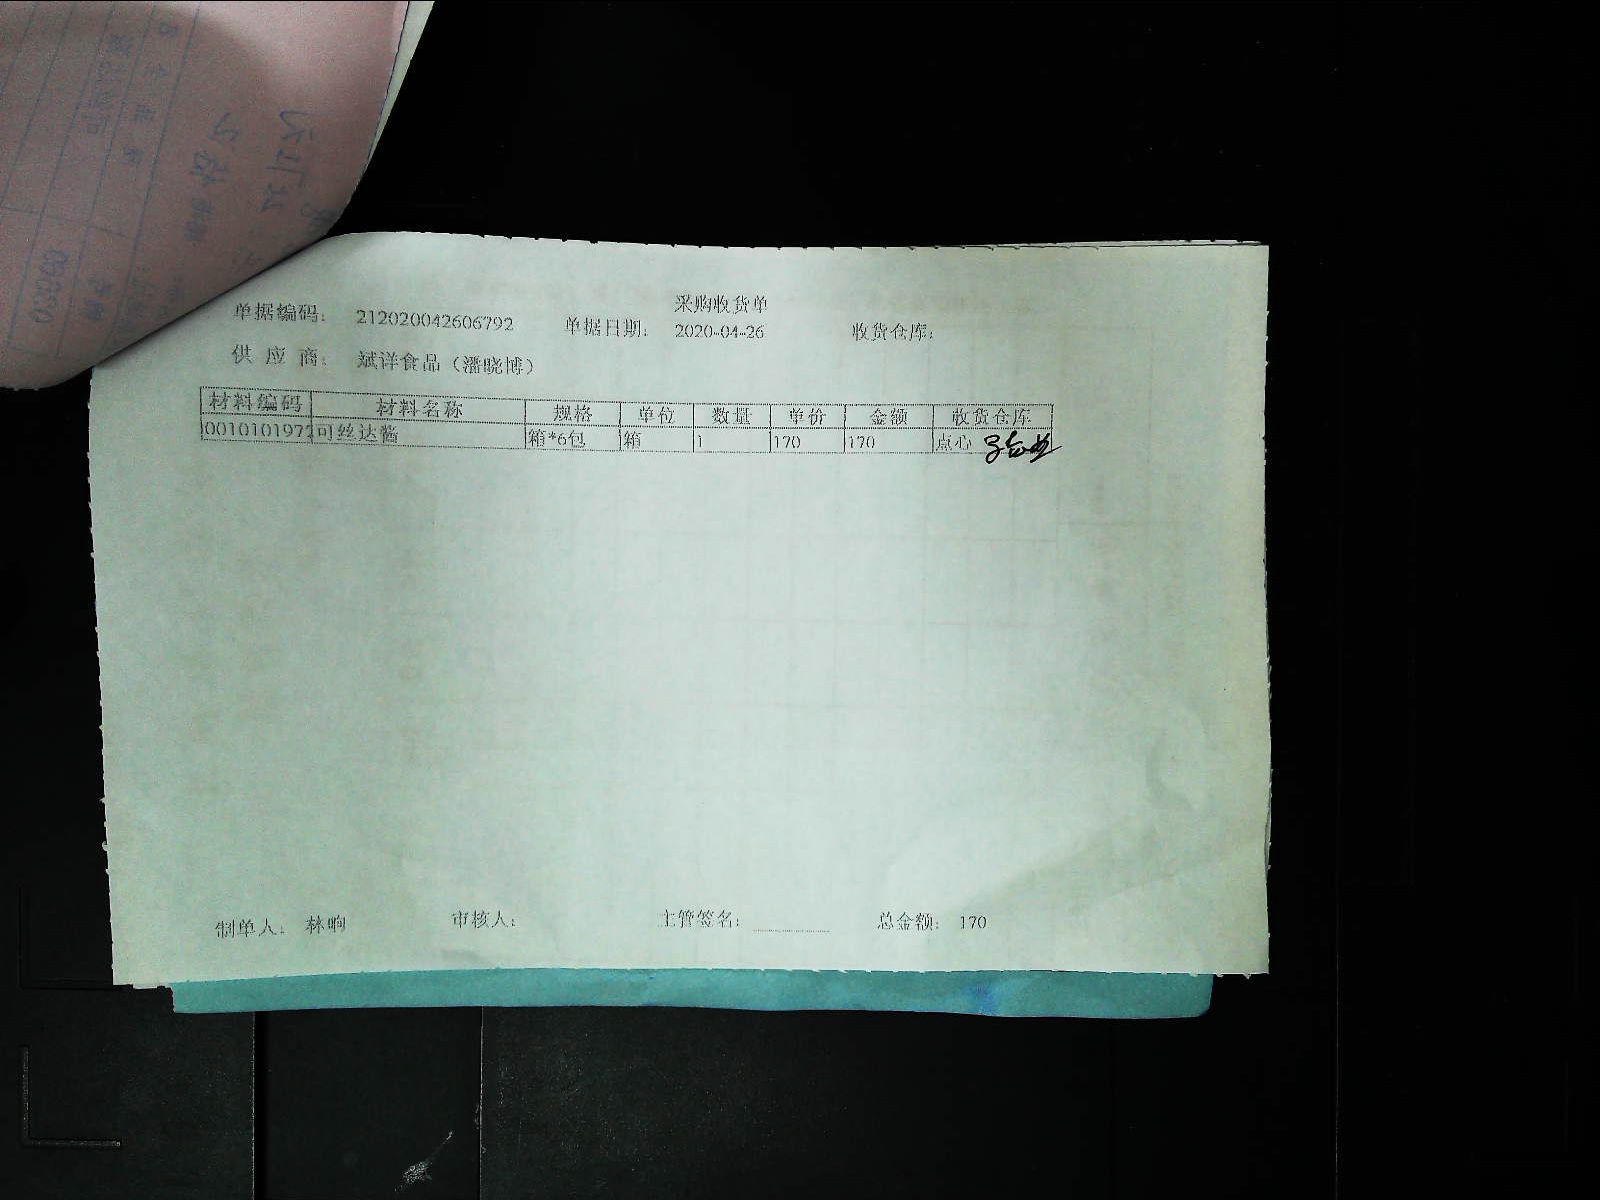 采购收货单
单据编码： 212020042606792 单据日期： 2020-04-26 收货仓库：
供 应 商： 斌洋食品（潘晓博）
材料编码 材料名称 规格 单位 数量 单价 金额 收货仓库
0010101972 可丝达酱 箱*6包 箱 1 170 170 点心
制单人： 林晌 审核人： 主管签名： 总金额： 170